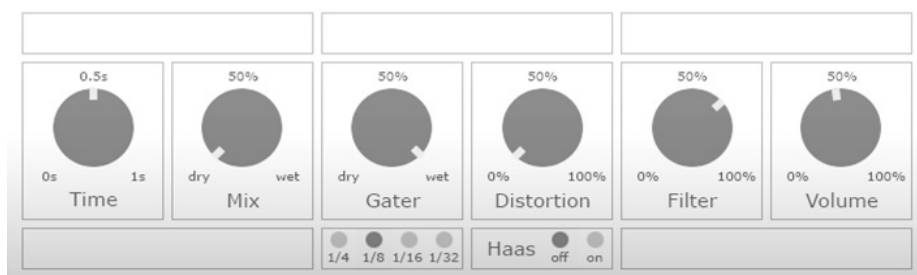 0.5s
0s 1s
Time
50%
dry wet
Mix
50%
dry wet
Gater
50%
0% 100%
Distortion
50%
0% 100%
Filter
50%
0% 100%
Volume
1/4 1/8 1/16 1/32
Haas off on